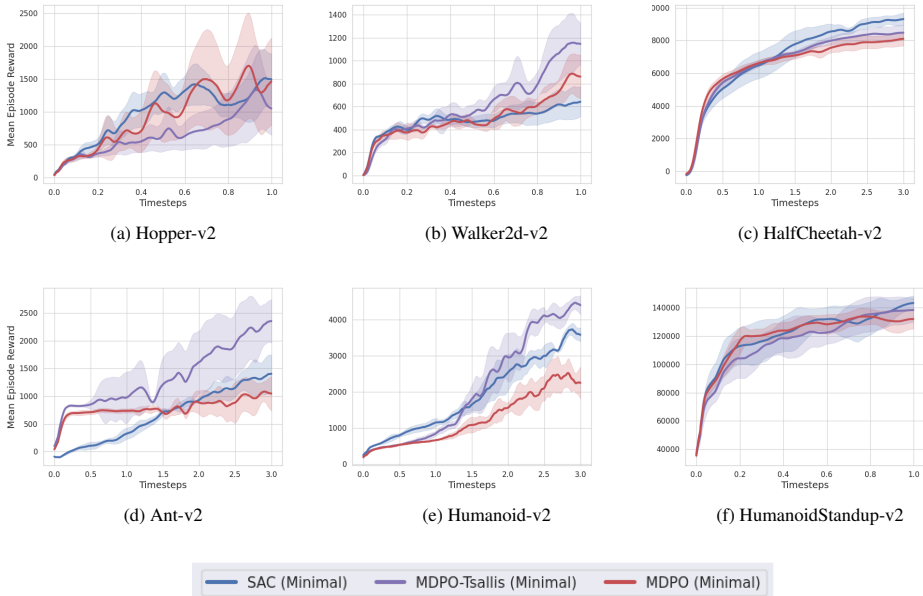 2500
2000
1500
1000
500
0
Mean Episode Reward
0.0 0.2 0.4 0.6 0.8 1.0
Timesteps
(a) Hopper-v2
1400
1200
1000
800
600
400
200
0
0.0 0.2 0.4 0.6 0.8 1.0
Timesteps
(b) Walker2d-v2
10000
8000
6000
4000
2000
0
0.0 0.5 1.0 1.5 2.0 2.5 3.0
Timesteps
(c) HalfCheetah-v2
2500
2000
1500
1000
500
0
Mean Episode Reward
0.0 0.5 1.0 1.5 2.0 2.5 3.0
Timesteps
(d) Ant-v2
5000
4000
3000
2000
1000
0
0.0 0.5 1.0 1.5 2.0 2.5 3.0
Timesteps
(e) Humanoid-v2
140000
120000
100000
80000
60000
40000
0.0 0.2 0.4 0.6 0.8 1.0
Timesteps
(f) HumanoidStandup-v2
SAC (Minimal) MDPO-Tsallis (Minimal) MDPO (Minimal)